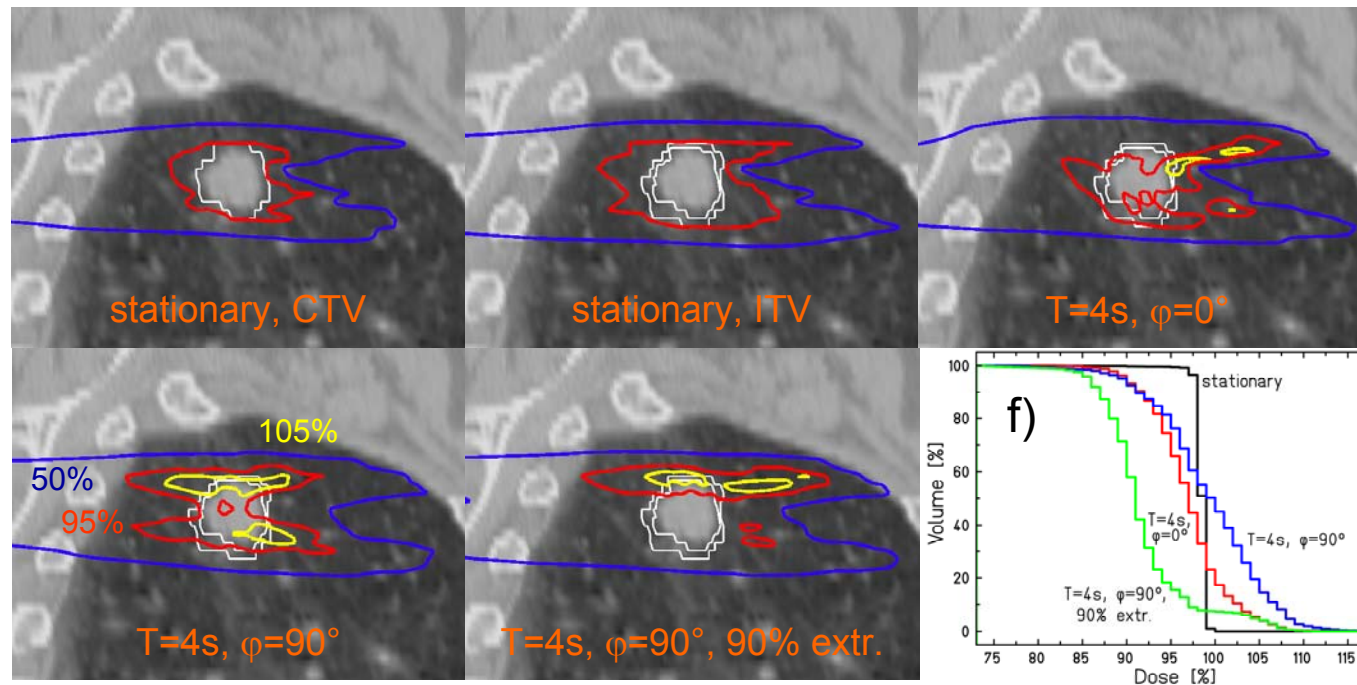 stationary, CTV
stationary, ITV
T=4s, φ=0°
105%
50%
95%
T=4s, φ=90°
T=4s, φ=90°, 90% extr.
f)
stationary
T=4s,
φ=0°
T=4s, φ=90°
T=4s, φ=90°,
90% extr.
Volume [%]
100
80
60
40
20
0
75 80 85 90 95 100 105 110 115
Dose [%]